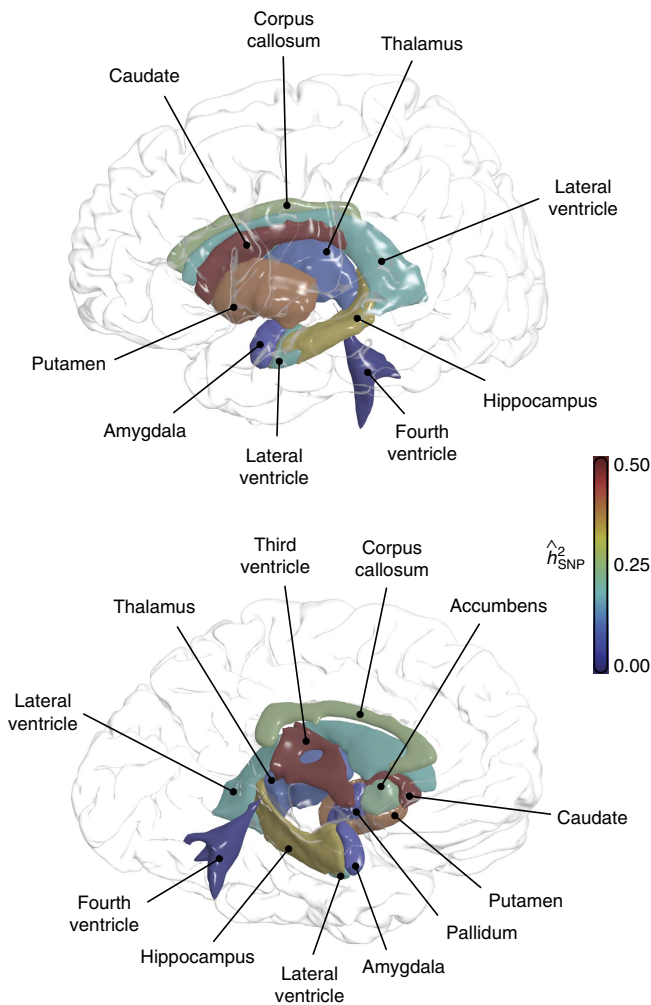 Corpus
callosum
Thalamus
Caudate
Lateral
ventricle
Putamen
Hippocampus
Amygdala
Fourth
ventricle
Lateral
ventricle
0.50
ĥ²SNP
0.25
0.00
Third
ventricle
Corpus
callosum
Thalamus
Accumbens
Lateral
ventricle
Caudate
Fourth
ventricle
Putamen
Hippocampus
Pallidum
Lateral
ventricle
Amygdala